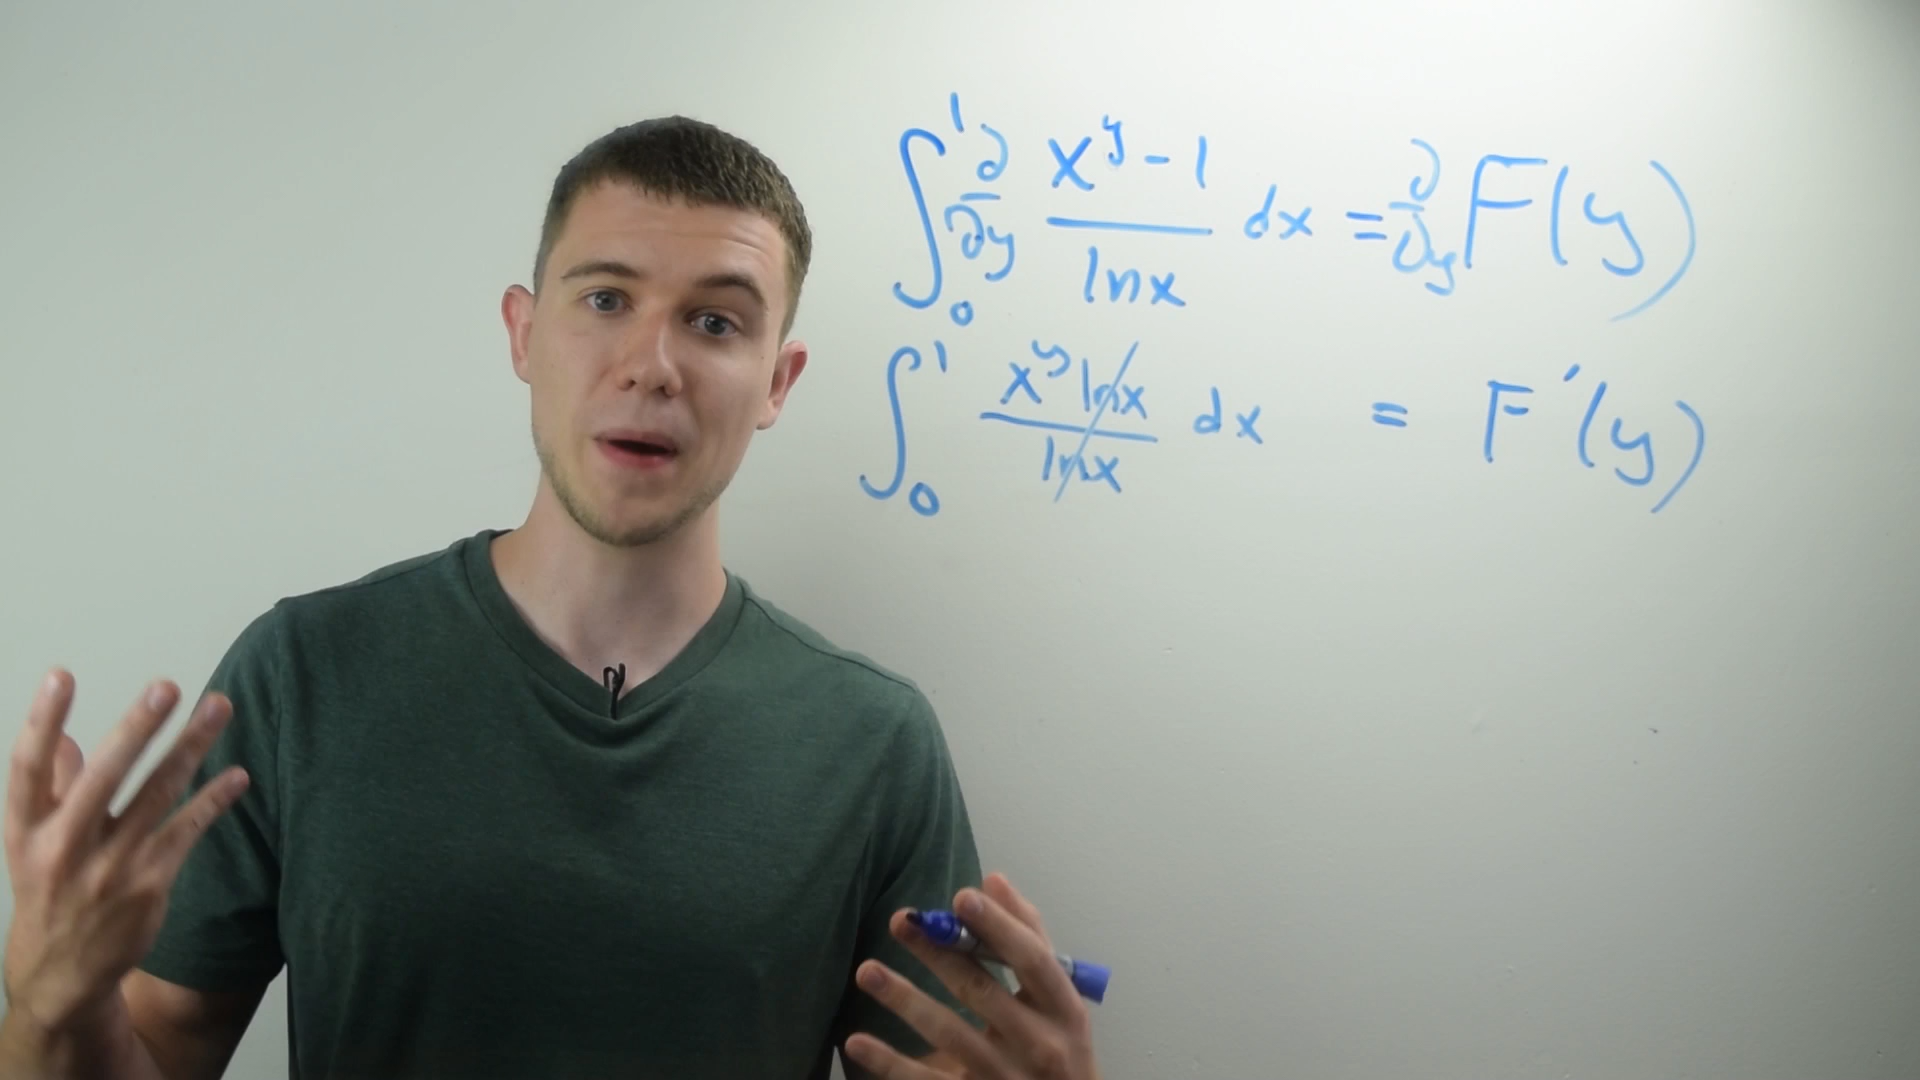 ∫₀¹ ∂/∂y (x^y - 1)/(ln x) dx = ∂/∂y F(y)
∫₀¹ (x^y ln x)/(ln x) dx = F'(y)